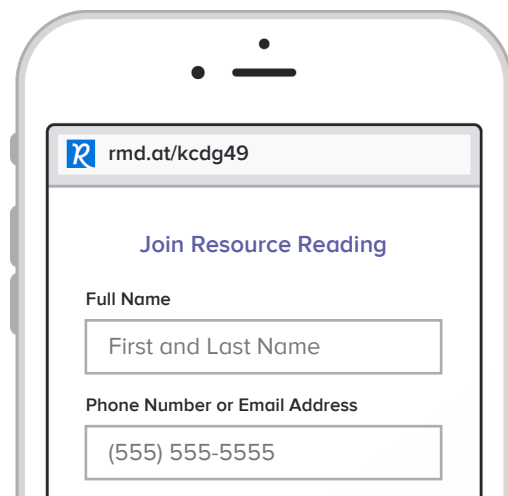 R rmd.at/kcdg49
Join Resource Reading
Full Name
First and Last Name
Phone Number or Email Address
(555) 555-5555